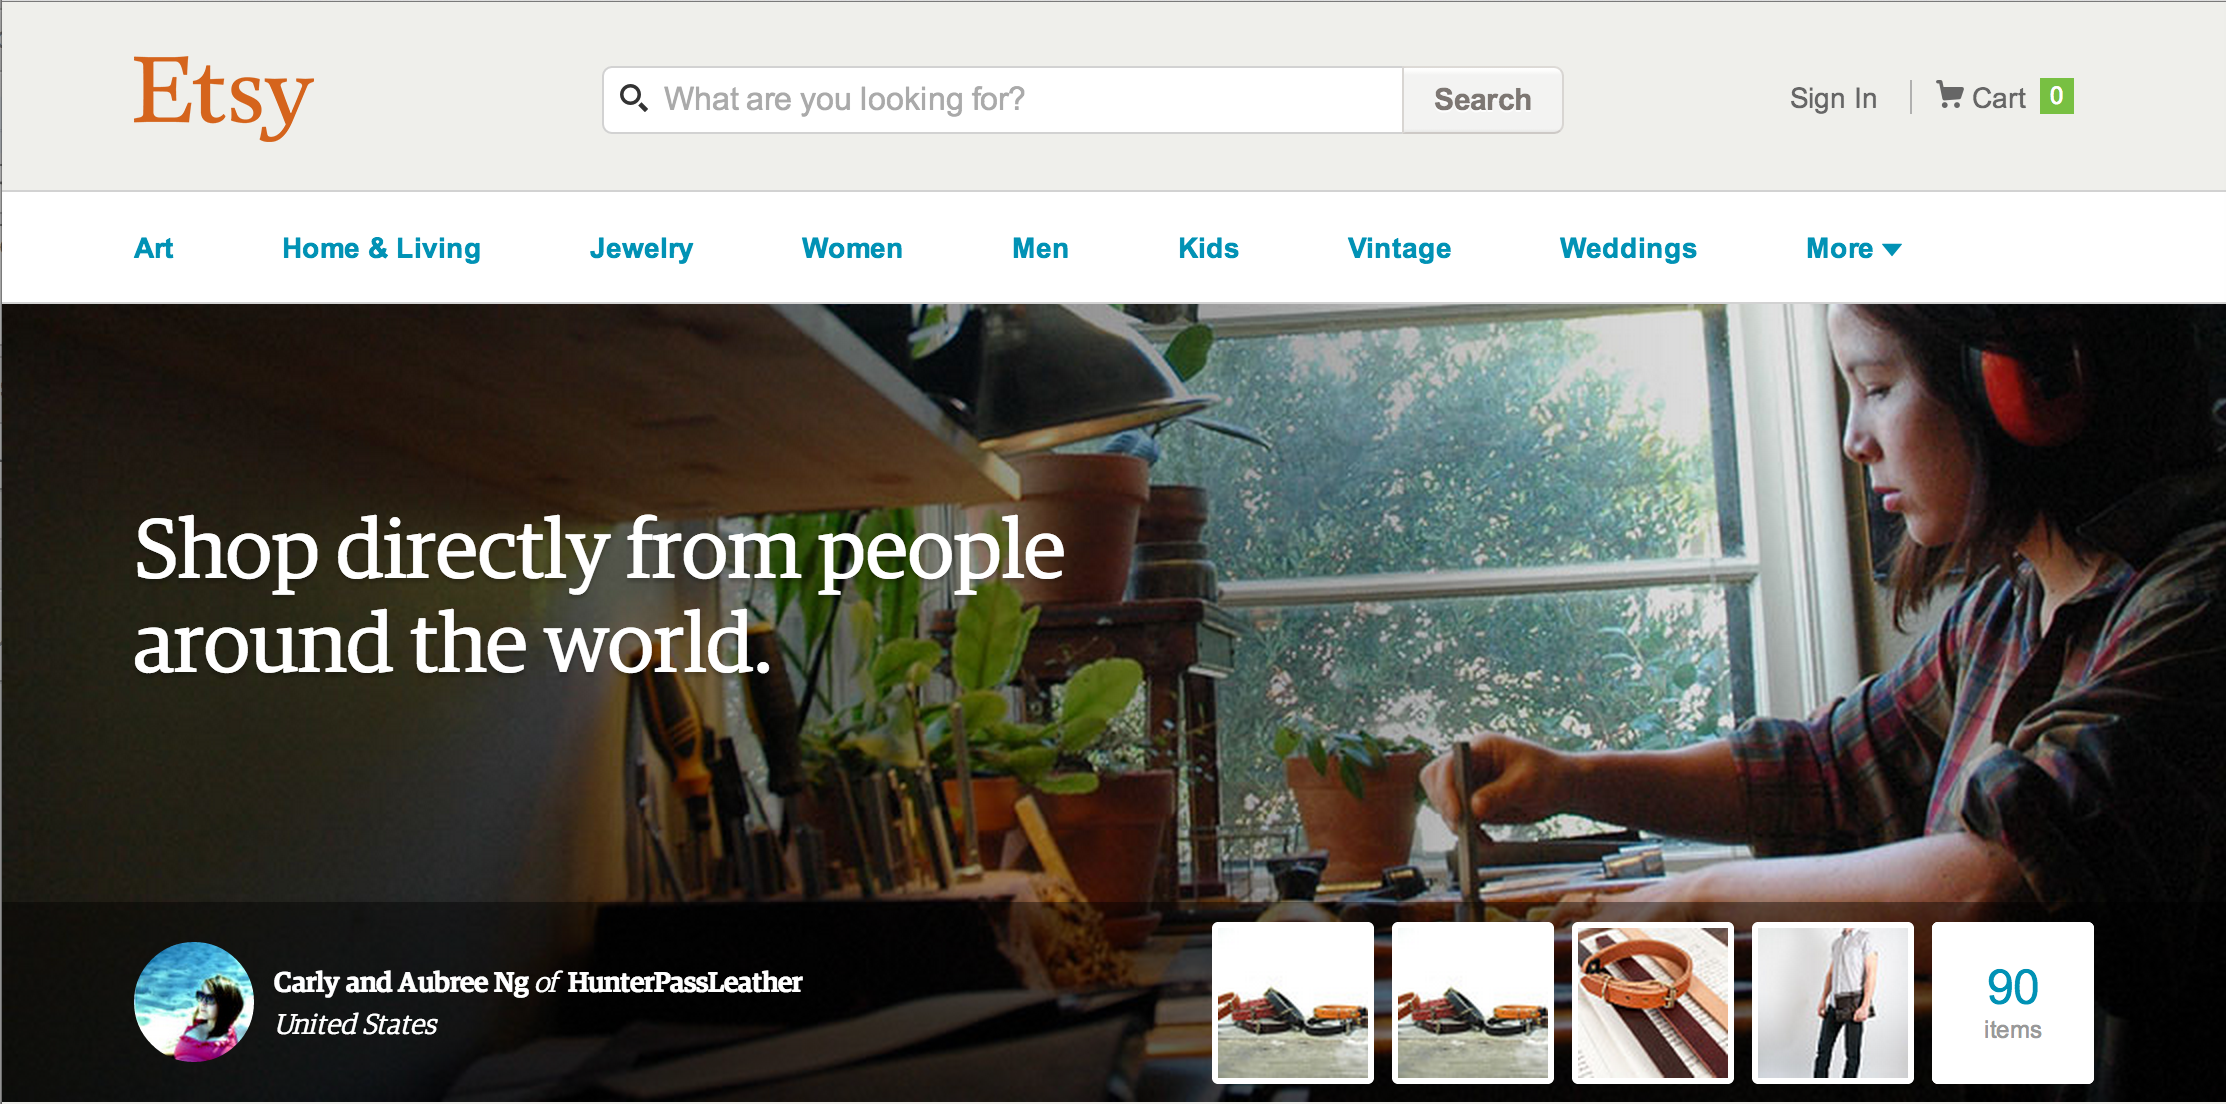 Etsy
What are you looking for?
Search
Sign In
Cart 0
Art
Home & Living
Jewelry
Women
Men
Kids
Vintage
Weddings
More
Shop directly from people
around the world.
Carly and Aubree Ng of HunterPassLeather
United States
90
items